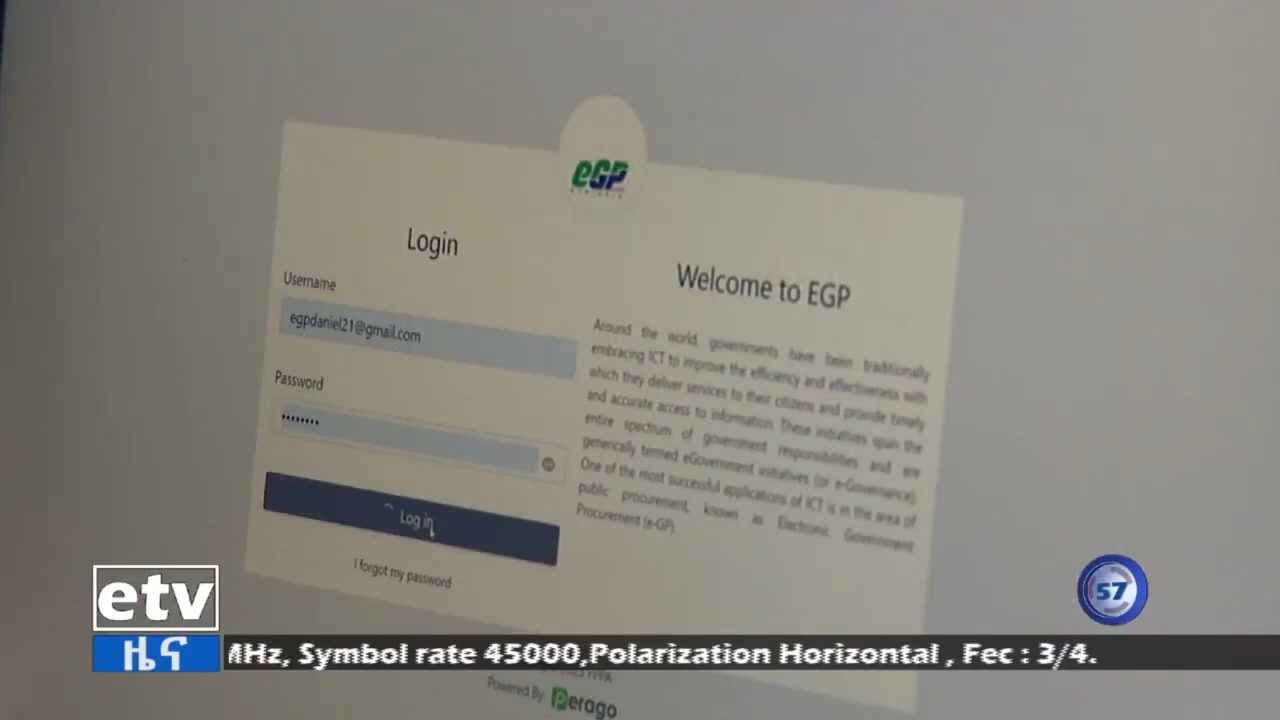 eGP
Login
Username
egpdaniel21@gmail.com
Password
Log in
I forgot my password
Welcome to EGP
Around the world, governments have been traditionally
embracing ICT to improve the efficiency and effectiveness with
which they deliver services to their citizens and provide timely
and accurate access to information. These initiatives span the
entire spectrum of government responsibilities and are
generically termed eGovernment initiatives (or e-Governance).
One of the most successful applications of ICT is in the area of
public procurement, known as Electronic Government
Procurement (e-GP).
57
etv
ዜና
MHz, Symbol rate 45000,Polarization Horizontal , Fec : 3/4.
Powered By Perago